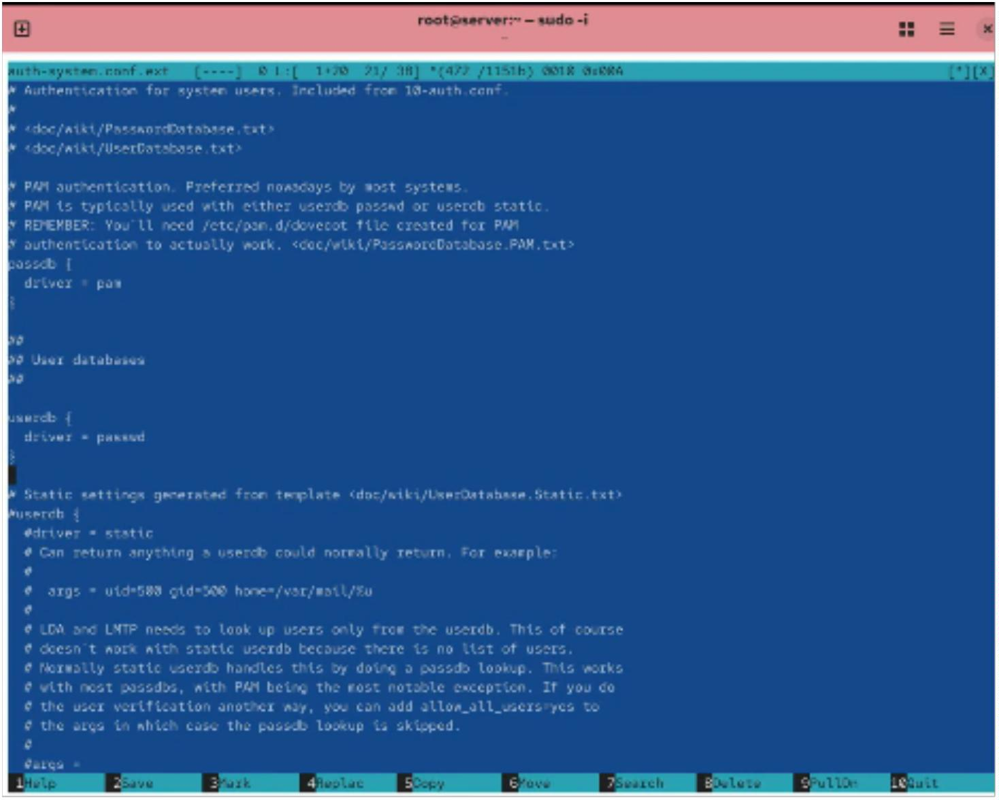 root@server:~ — sudo -i
auth-system.conf.ext [----] 0 L:[ 1+20 21/ 38] *(472 /1151b) 0010 0x00A [*][X]
# Authentication for system users. Included from 10-auth.conf.
#
# <doc/wiki/PasswordDatabase.txt>
# <doc/wiki/UserDatabase.txt>
# PAM authentication. Preferred nowadays by most systems.
# PAM is typically used with either userdb passwd or userdb static.
# REMEMBER: You'll need /etc/pam.d/dovecot file created for PAM
# authentication to actually work. <doc/wiki/PasswordDatabase.PAM.txt>
passdb {
driver = pam
}
##
## User databases
##
userdb {
driver = passwd
}
# Static settings generated from template <doc/wiki/UserDatabase.Static.txt>
#userdb {
#driver = static
# Can return anything a userdb could normally return. For example:
#
# args = uid=500 gid=500 home=/var/mail/%u
#
# LDA and LMTP needs to look up users only from the userdb. This of course
# doesn't work with static userdb because there is no list of users.
# Normally static userdb handles this by doing a passdb lookup. This works
# with most passdbs, with PAM being the most notable exception. If you do
# the user verification another way, you can add allow_all_users=yes to
# the args in which case the passdb lookup is skipped.
#
#args =
1Help 2Save 3Mark 4Replac 5Copy 6Move 7Search 8Delete 9PullDn 10Quit